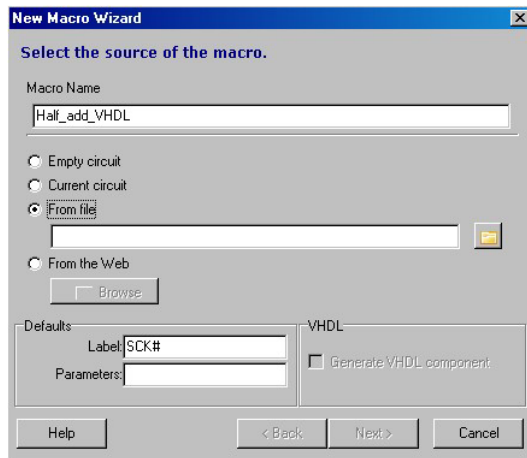 New Macro Wizard
Select the source of the macro.
Macro Name
Half_add_VHDL
Empty circuit
Current circuit
From file
From the Web
Browse
Defaults
Label: SCK#
Parameters:
VHDL
Generate VHDL component
Help
< Back
Next >
Cancel